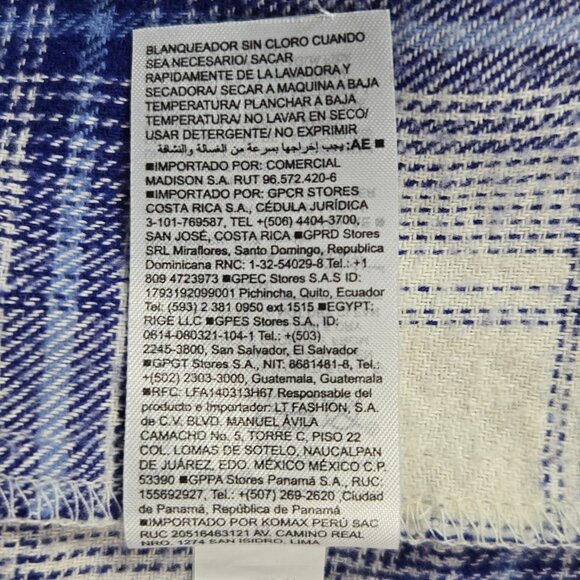 BLANQUEADOR SIN CLORO CUANDO
SEA NECESARIO/ SACAR
RAPIDAMENTE DE LA LAVADORA Y
SECADORA/ SECAR A MAQUINA A BAJA
TEMPERATURA/ PLANCHAR A BAJA
TEMPERATURA/ NO LAVAR EN SECO/
USAR DETERGENTE/ NO EXPRIMIR
■AE: يجب إخراجها بسرعة من الغسالة والنشافة
■IMPORTADO POR: COMERCIAL
MADISON S.A. RUT 96.572.420-6
■IMPORTADO POR: GPCR STORES
COSTA RICA S.A., CÉDULA JURÍDICA
3-101-769587, TEL +(506) 4404-3700,
SAN JOSÉ, COSTA RICA ■GPRD Stores
SRL Miraflores, Santo Domingo, Republica
Dominicana RNC: 1-32-54029-8 Tel.: +1
809 4723973 ■GPEC Stores S.A.S ID:
1793192099001 Pichincha, Quito, Ecuador
Tel: (593) 2 381 0950 ext 1515 ■EGYPT:
RIGE LLC ■GPES Stores S.A., ID:
0614-080321-104-1 Tel.: +(503)
2245-3800, San Salvador, El Salvador
■GPGT Stores S.A., NIT: 8681481-8, Tel.:
+(502) 2303-3000, Guatemala, Guatemala
■RFC: LFA140313H67 Responsable del
producto e Importador: LT FASHION, S.A.
de C.V. BLVD. MANUEL ÁVILA
CAMACHO No. 5, TORRE C, PISO 22
COL. LOMAS DE SOTELO, NAUCALPAN
DE JUÁREZ, EDO. MÉXICO MÉXICO C.P.
53390 ■GPPA Stores Panamá S.A., RUC:
155692927, Tel.: +(507) 269-2620 ,Ciudad
de Panamá, República de Panamá
■IMPORTADO POR KOMAX PERÚ SAC
RUC 20516463121 AV. CAMINO REAL
NRO. 1274 SAN ISIDRO, LIMA